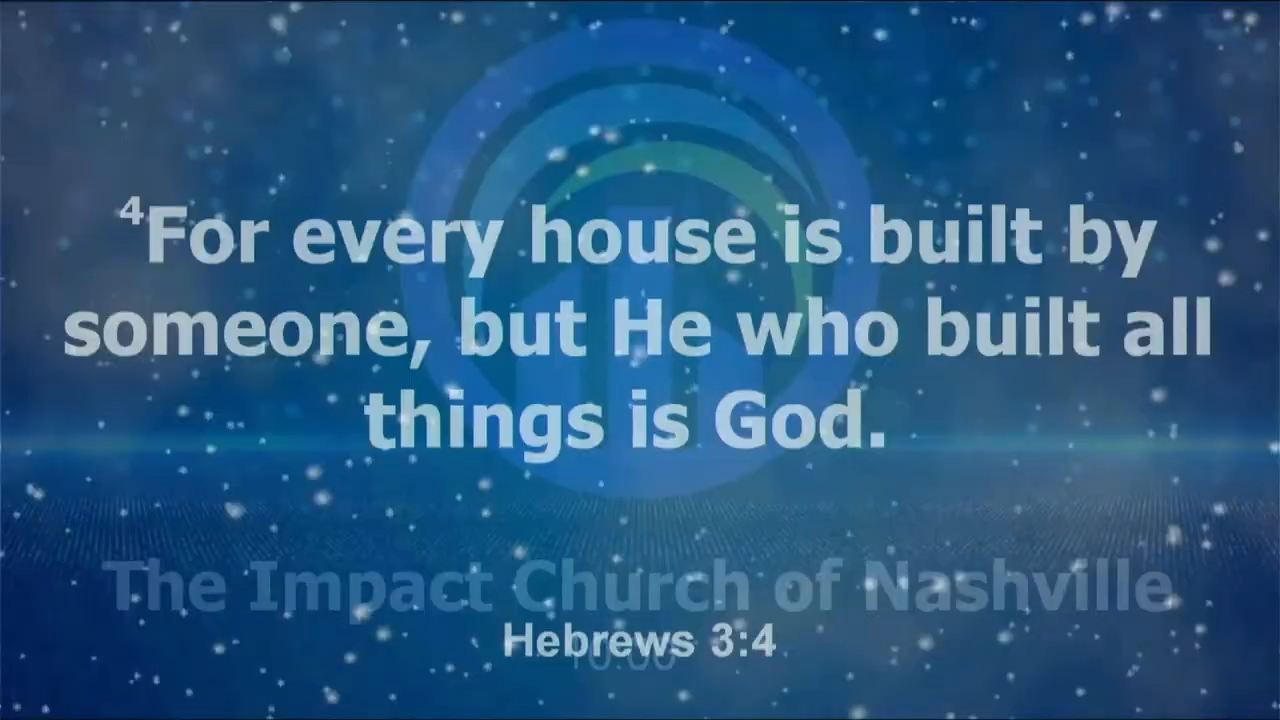 ⁴For every house is built by
someone, but He who built all
things is God.
The Impact Church of Nashville
Hebrews 3:4